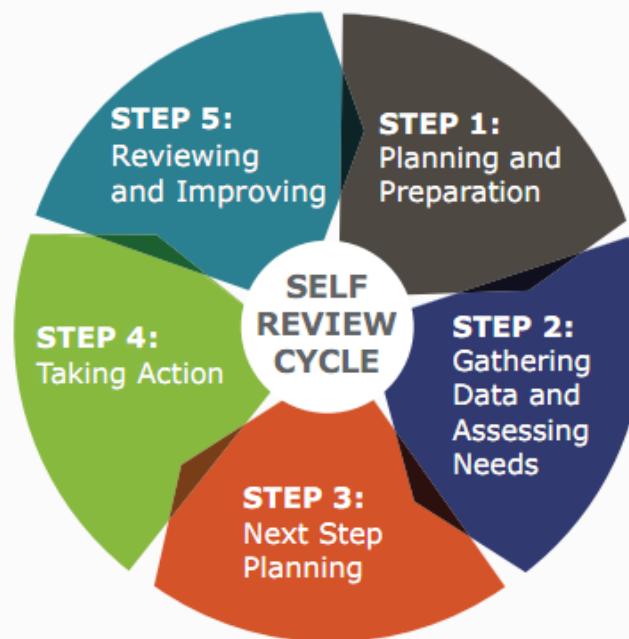 STEP 1:
Planning and
Preparation
STEP 2:
Gathering
Data and
Assessing
Needs
STEP 3:
Next Step
Planning
STEP 4:
Taking Action
STEP 5:
Reviewing
and Improving
SELF
REVIEW
CYCLE